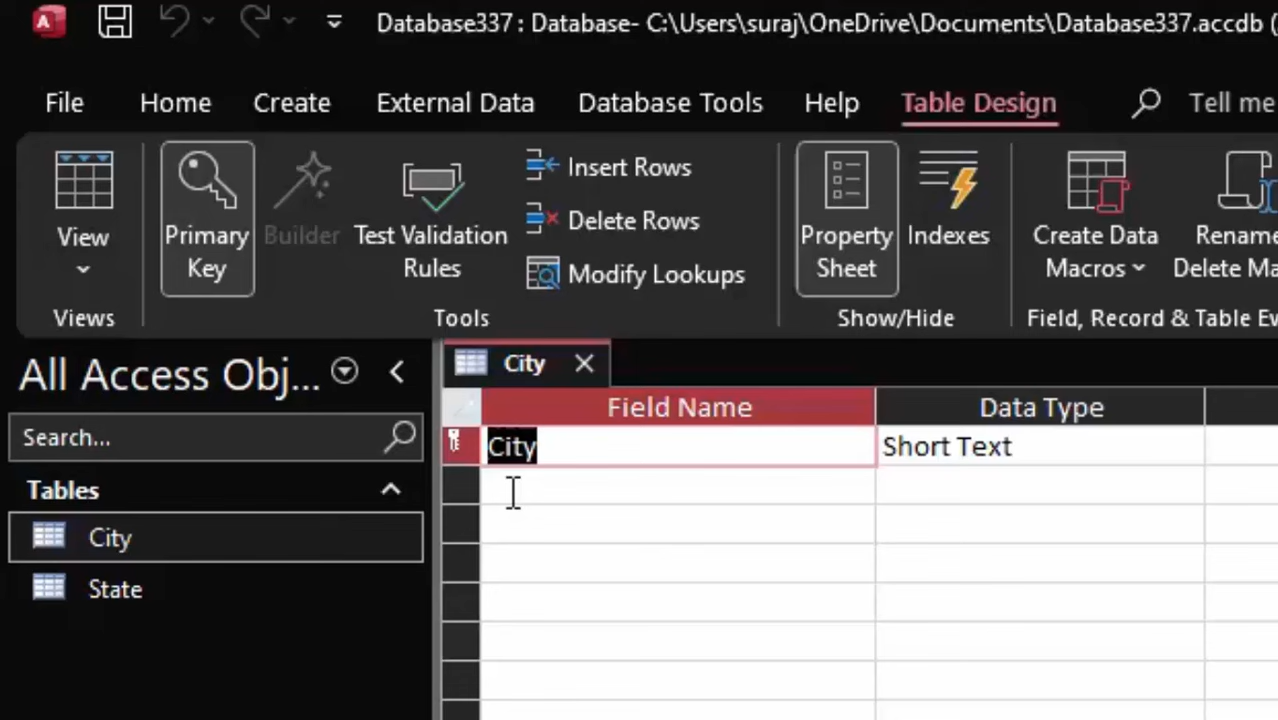 Database337 : Database- C:\Users\suraj\OneDrive\Documents\Database337.accdb (
File Home Create External Data Database Tools Help Table Design Tell me
View
Primary Key
Builder
Test Validation Rules
Insert Rows
Delete Rows
Modify Lookups
Property Sheet
Indexes
Create Data Macros
Rename
Delete Ma
Views Tools Show/Hide Field, Record & Table Ev
All Access Obj...
Search...
Tables
City
State
City
Field Name Data Type
City Short Text